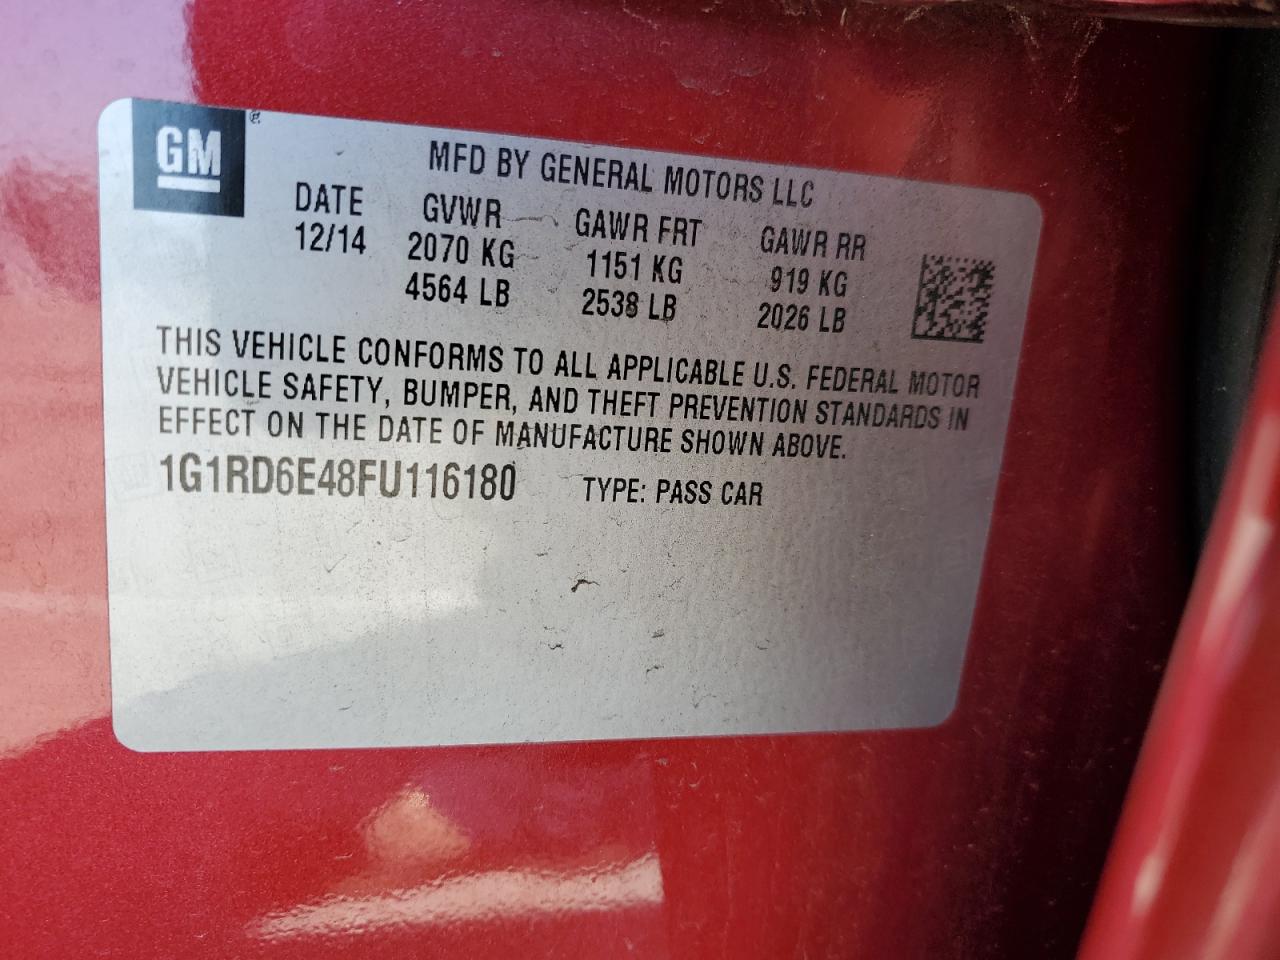 GM
MFD BY GENERAL MOTORS LLC
DATE GVWR GAWR FRT GAWR RR
12/14 2070 KG 1151 KG 919 KG
4564 LB 2538 LB 2026 LB
THIS VEHICLE CONFORMS TO ALL APPLICABLE U.S. FEDERAL MOTOR
VEHICLE SAFETY, BUMPER, AND THEFT PREVENTION STANDARDS IN
EFFECT ON THE DATE OF MANUFACTURE SHOWN ABOVE.
1G1RD6E48FU116180 TYPE: PASS CAR